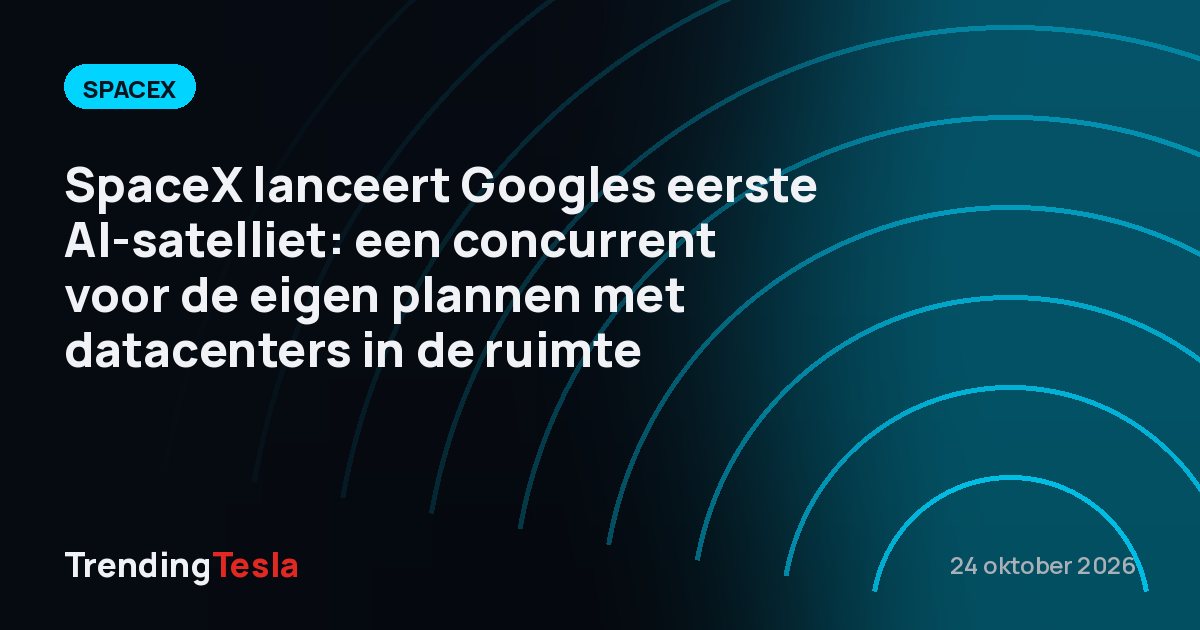 SPACEX
SpaceX lanceert Googles eerste
AI-satelliet: een concurrent
voor de eigen plannen met
datacenters in de ruimte
TrendingTesla
24 oktober 2026